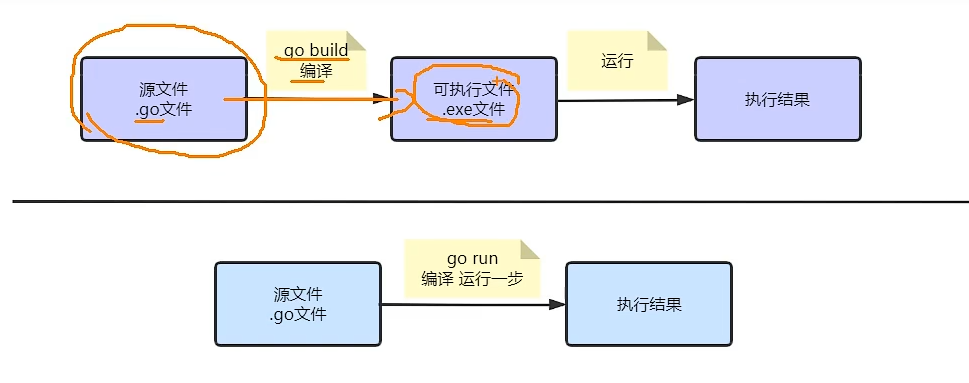 go build
编译
运行
源文件
.go文件
可执行文件
.exe文件
执行结果
go run
编译 运行一步
源文件
.go文件
执行结果